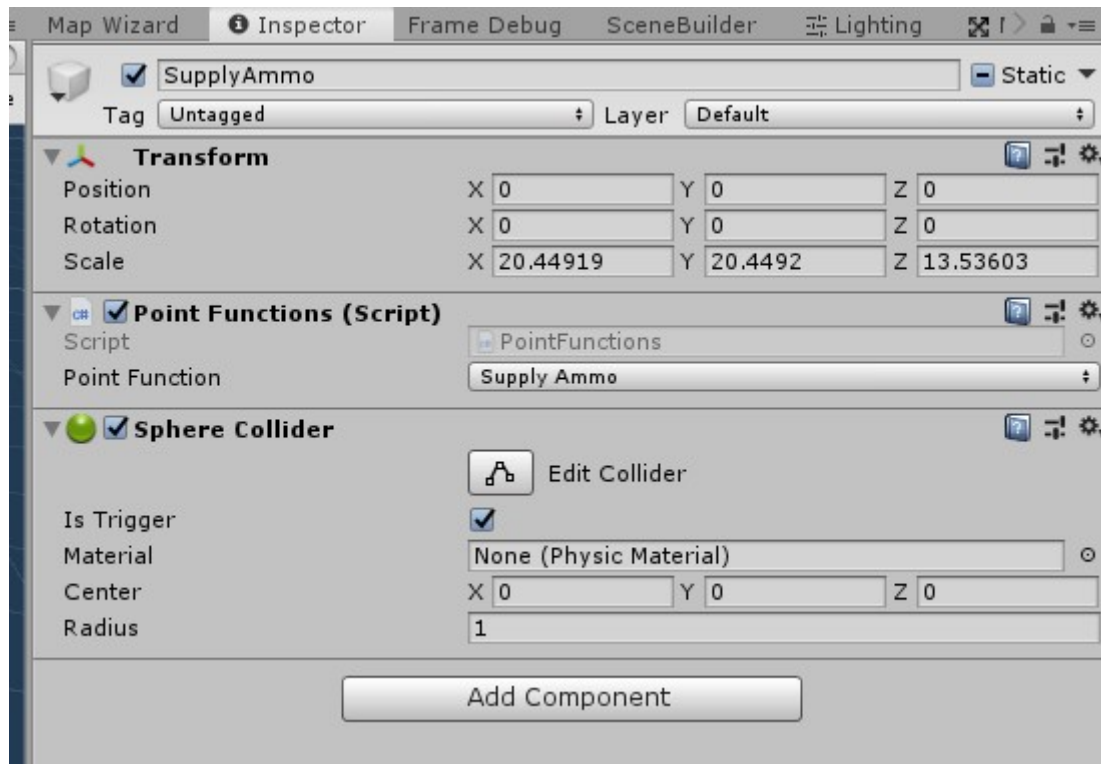 Map Wizard Inspector Frame Debug SceneBuilder Lighting
SupplyAmmo Static
Tag Untagged Layer Default
Transform
Position X 0 Y 0 Z 0
Rotation X 0 Y 0 Z 0
Scale X 20.44919 Y 20.4492 Z 13.53603
Point Functions (Script)
Script PointFunctions
Point Function Supply Ammo
Sphere Collider
Edit Collider
Is Trigger
Material None (Physic Material)
Center X 0 Y 0 Z 0
Radius 1
Add Component